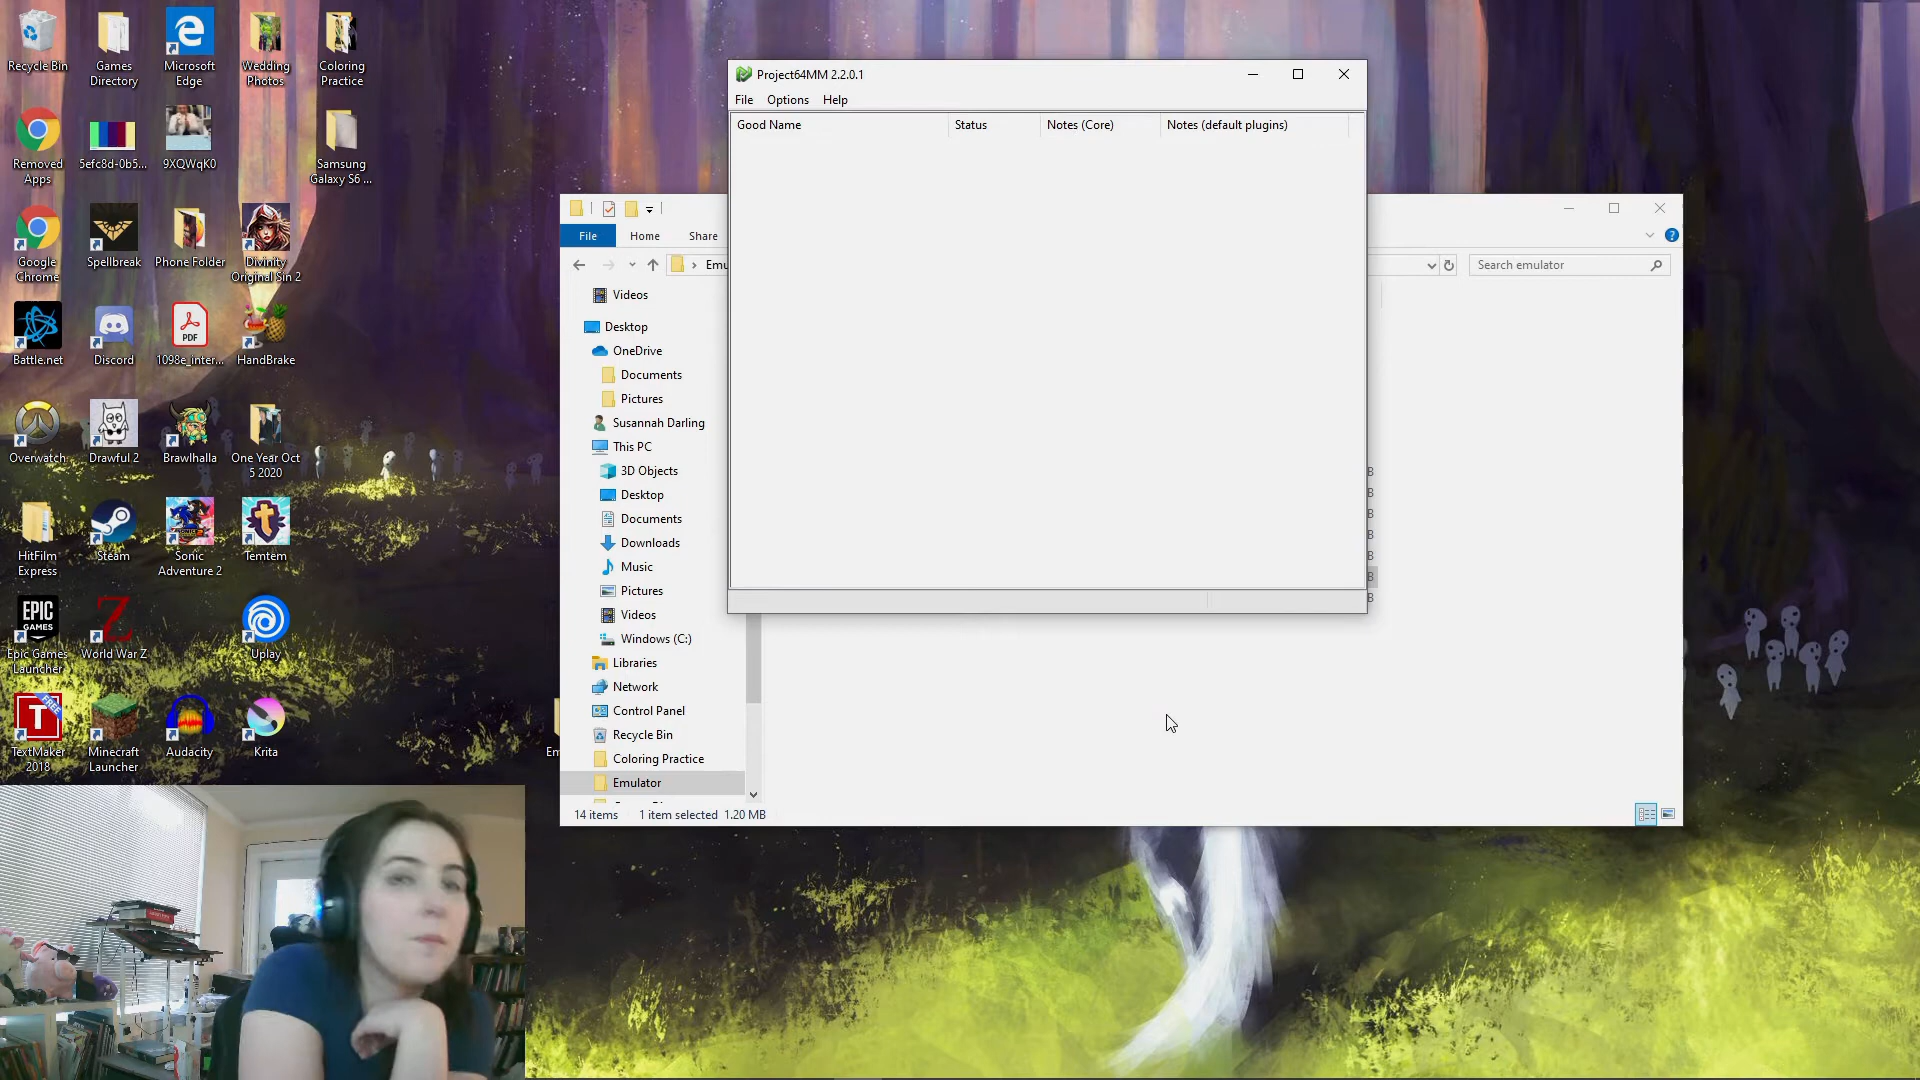 Recycle Bin
Games
Directory
Microsoft
Edge
Wedding
Photos
Coloring
Practice
Removed
Apps
5efc8d-0b5...
9XQWqK0
Samsung
Galaxy S6 ...
Google
Chrome
Spellbreak
Phone Folder
Divinity
Original Sin 2
Battle.net
Discord
PDF
1098e_inter...
HandBrake
Overwatch
Drawful 2
Brawlhalla
One Year Oct
5 2020
HitFilm
Express
Steam
Sonic
Adventure 2
Temtem
EPIC
GAMES
Epic Games
Launcher
World War Z
Uplay
T FREE
TextMaker
2018
Minecraft
Launcher
Audacity
Krita
Em
Project64MM 2.2.0.1
File Options Help
Good Name Status Notes (Core) Notes (default plugins)
File Home Share
Emu
Search emulator
Videos
Desktop
OneDrive
Documents
Pictures
Susannah Darling
This PC
3D Objects
Desktop
Documents
Downloads
Music
Pictures
Videos
Windows (C:)
Libraries
Network
Control Panel
Recycle Bin
Coloring Practice
Emulator
B
B
B
B
B
B
B
14 items 1 item selected 1.20 MB